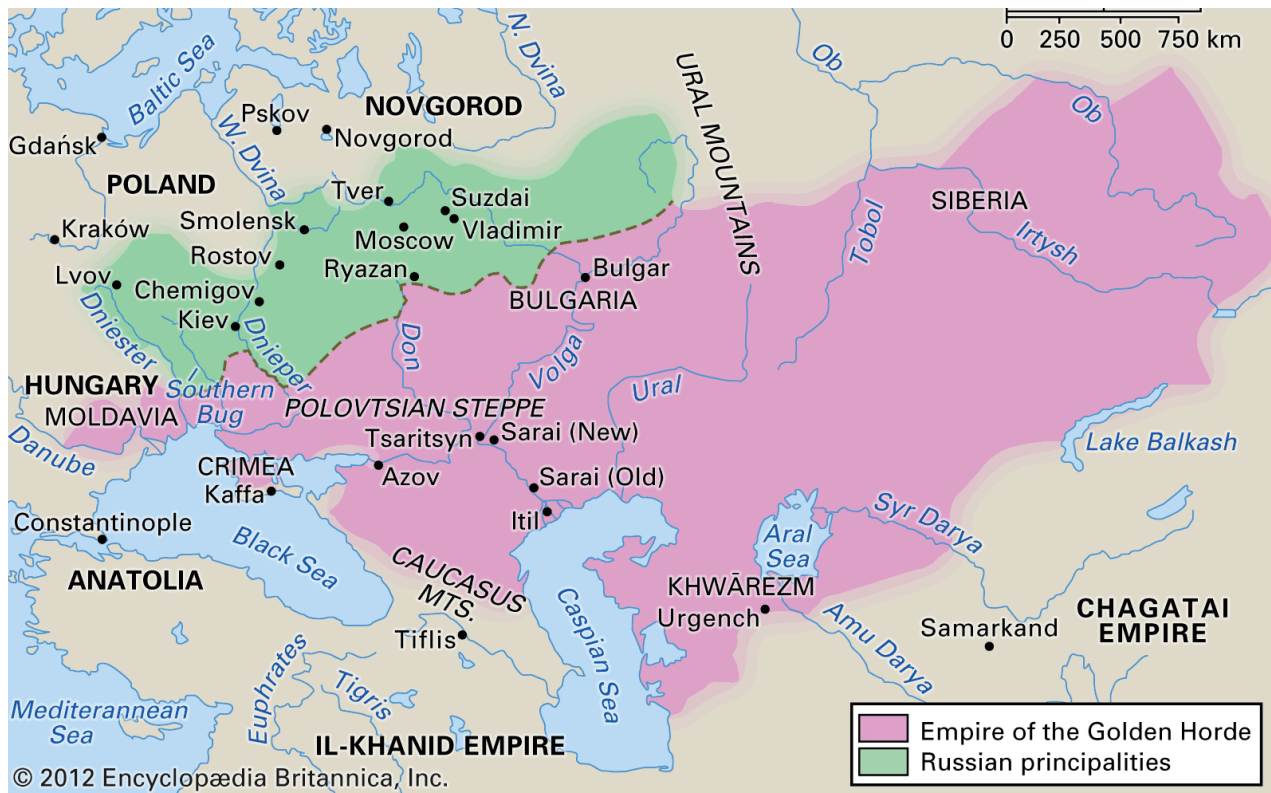 0 250 500 750 km
N. Dvina
Ob
Baltic Sea
URAL MOUNTAINS
Pskov
NOVGOROD
Ob
Gdańsk
W. Dvina
Novgorod
POLAND
Tver
Suzdai
SIBERIA
Kraków
Smolensk
Moscow
Vladimir
Tobol
Irtysh
Rostov
Ryazan
Bulgar
Lvov
Chemigov
BULGARIA
Kiev
Dniester
Dnieper
Don
Volga
HUNGARY
Southern
Bug
Ural
MOLDAVIA
POLOVTSIAN STEPPE
Danube
Tsaritsyn
Sarai (New)
Lake Balkash
CRIMEA
Azov
Sarai (Old)
Kaffa
Itil
Syr Darya
Constantinople
Black Sea
Aral
Sea
ANATOLIA
CAUCASUS
MTS.
KHWĀREZM
Urgench
Caspian Sea
Amu Darya
Samarkand
CHAGATAI
EMPIRE
Tiflis
Euphrates
Tigris
Mediterannean
Sea
IL-KHANID EMPIRE
Empire of the Golden Horde
Russian principalities
© 2012 Encyclopædia Britannica, Inc.